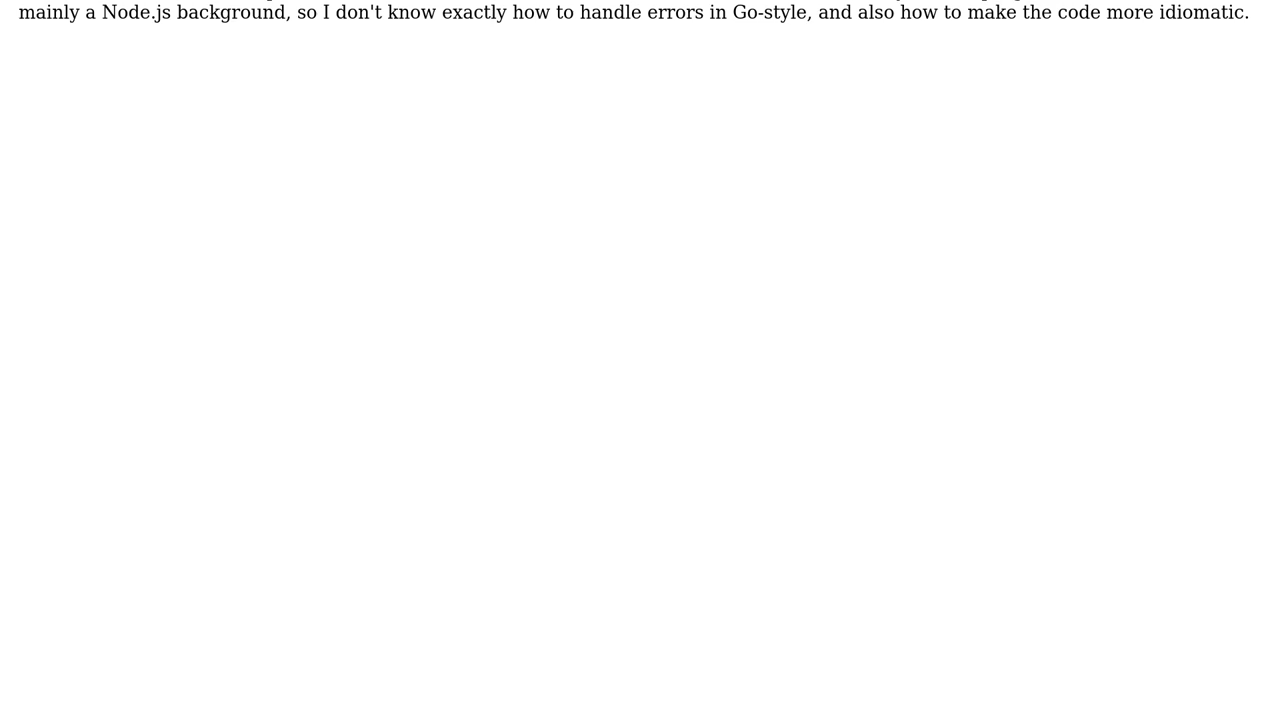 mainly a Node.js background, so I don't know exactly how to handle errors in Go-style, and also how to make the code more idiomatic.